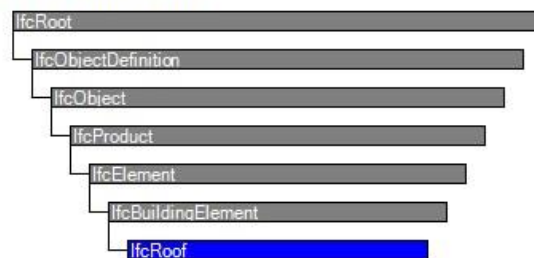 IfcRoot
IfcObjectDefinition
IfcObject
IfcProduct
IfcElement
IfcBuildingElement
IfcRoof